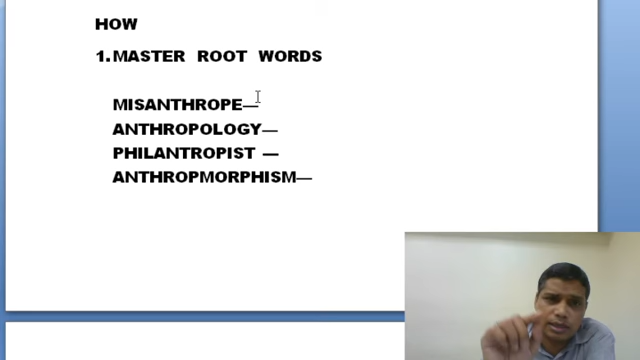 HOW
1. MASTER ROOT WORDS
MISANTHROPE—
ANTHROPOLOGY—
PHILANTROPIST —
ANTHROPMORPHISM—